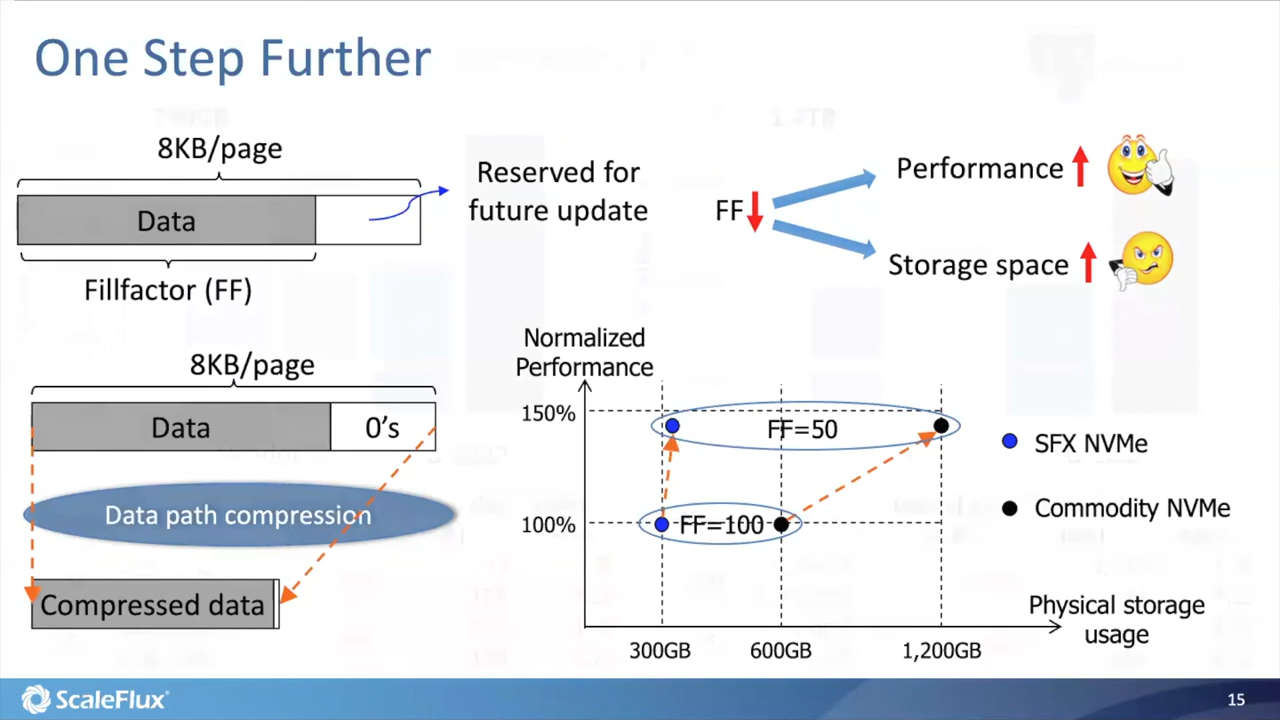 One Step Further
8KB/page
Data
Fillfactor (FF)
Reserved for
future update
FF
Performance
Storage space
8KB/page
Data
0's
Data path compression
Compressed data
Normalized
Performance
150%
100%
FF=50
FF=100
300GB
600GB
1,200GB
Physical storage
usage
SFX NVMe
Commodity NVMe
ScaleFlux
15